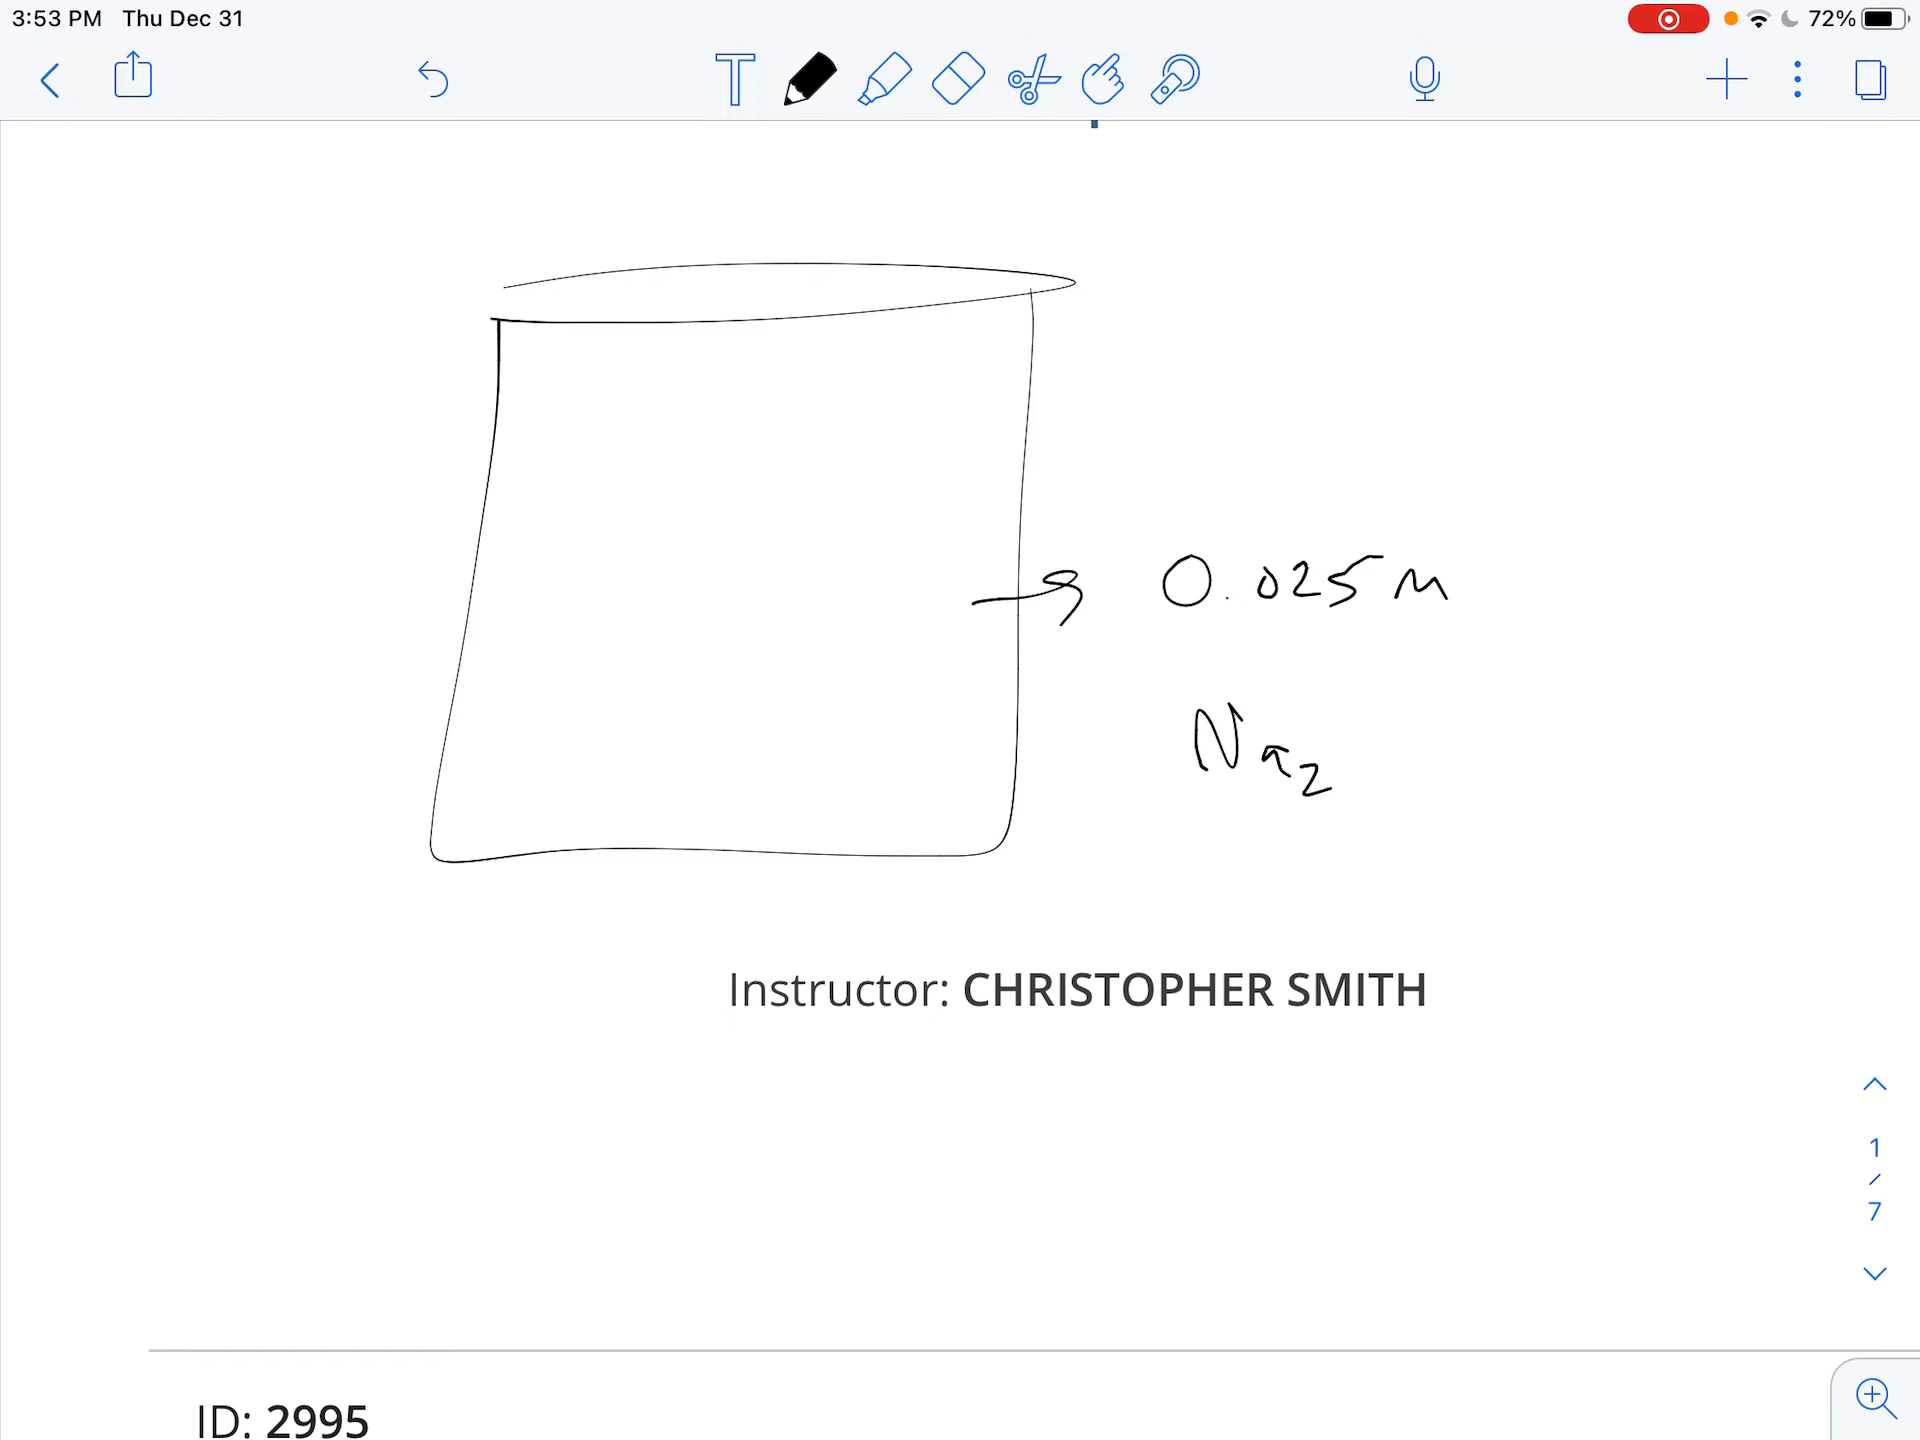 3:53 PM Thu Dec 31
72%
T
0.025 M
Na2
Instructor: CHRISTOPHER SMITH
1
/
7
ID: 2995